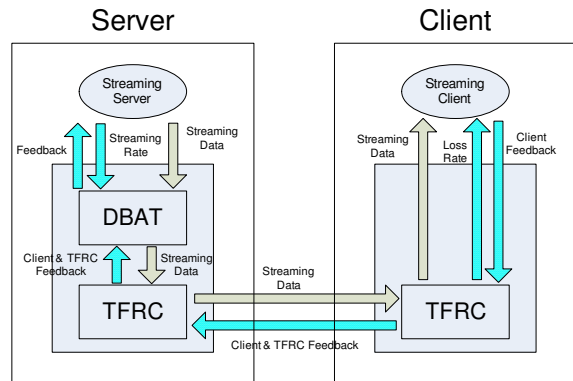 Server
Client
Streaming
Server
Streaming
Client
Feedback
Streaming
Rate
Streaming
Data
Streaming
Data
Loss
Rate
Client
Feedback
DBAT
Client & TFRC
Feedback
Streaming
Data
Streaming
Data
TFRC
TFRC
Client & TFRC Feedback